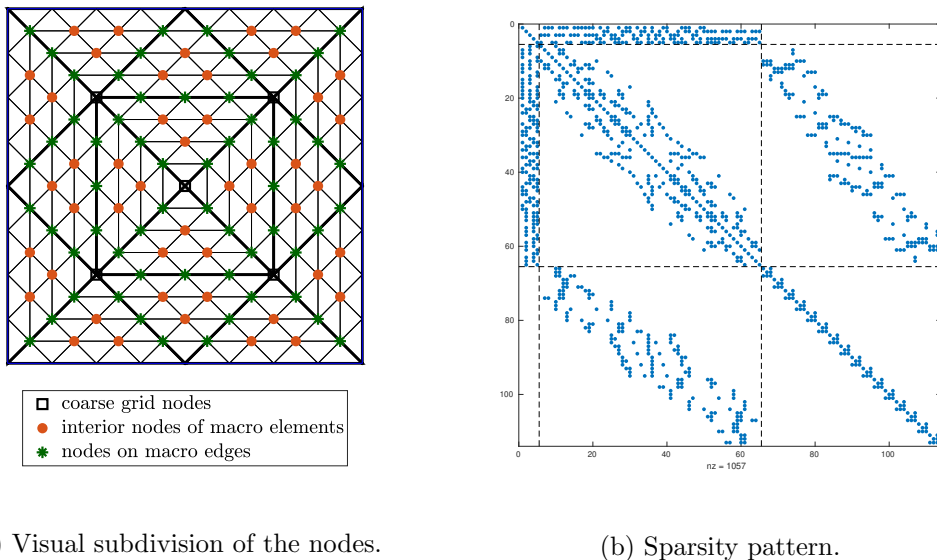 0
20
40
60
80
100
0
20
40
60
80
100
nz = 1057
coarse grid nodes
interior nodes of macro elements
nodes on macro edges
) Visual subdivision of the nodes.
(b) Sparsity pattern.